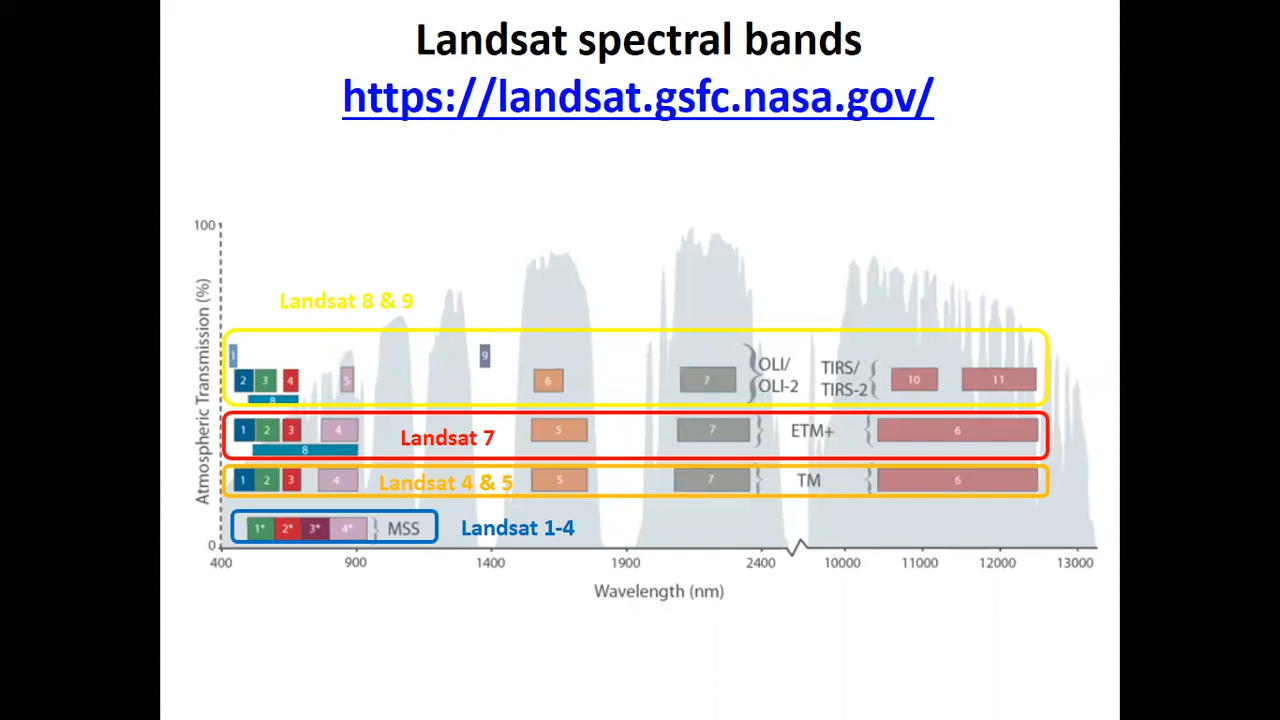 Landsat spectral bands
https://landsat.gsfc.nasa.gov/
100
Atmospheric Transmission (%)
Landsat 8 & 9
1 9
2 3 4 5 6 7 OLI/ OLI-2 TIRS/ TIRS-2 10 11
8
1 2 3 4 Landsat 7 5 7 ETM+ 6
8
1 2 3 4 Landsat 4 & 5 5 7 TM 6
1* 2* 3* 4* MSS Landsat 1-4
0
400 900 1400 1900 2400 10000 11000 12000 13000
Wavelength (nm)